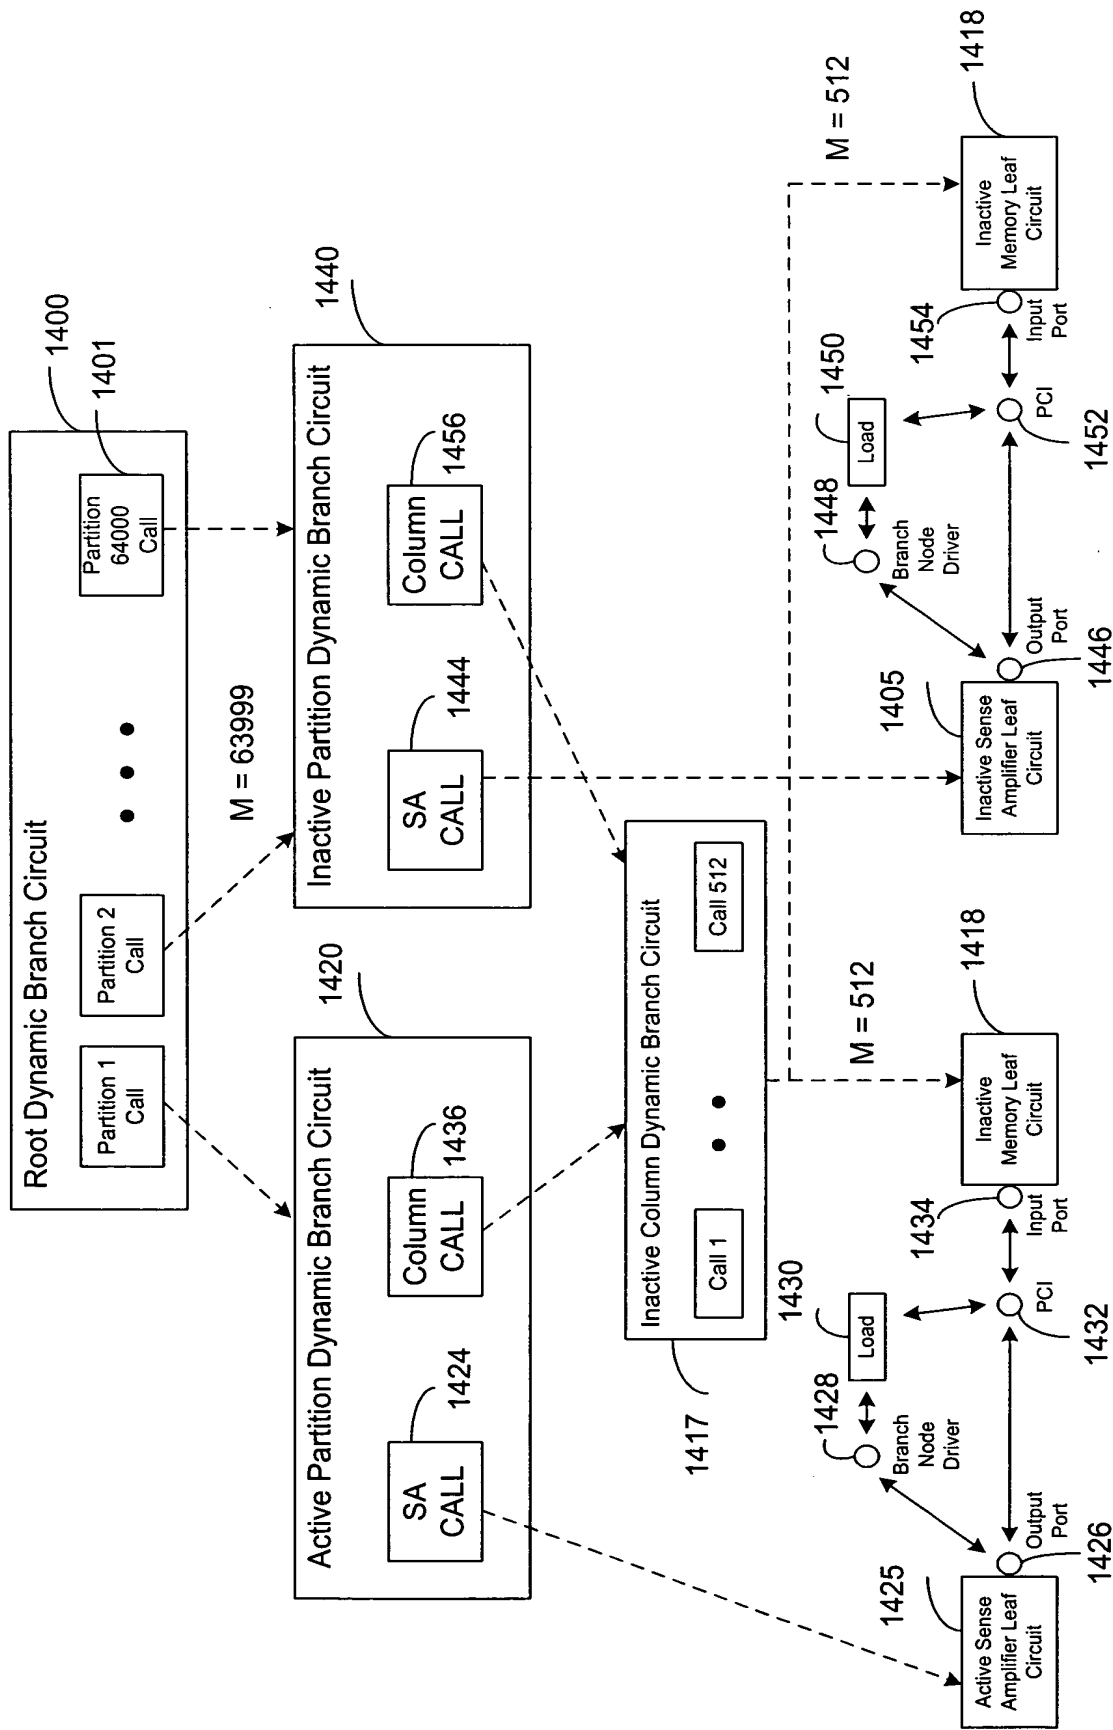 Root Dynamic Branch Circuit
1400
Partition 1
Call
Partition 2
Call
Partition
64000
Call
1401
M = 63999
Active Partition Dynamic Branch Circuit
1420
SA
CALL
1424
Column
CALL
1436
Inactive Partition Dynamic Branch Circuit
1440
SA
CALL
1444
Column
CALL
1456
Inactive Column Dynamic Branch Circuit
1417
Call 1
Call 512
M = 512
M = 512
Active Sense
Amplifier Leaf
Circuit
1425
Output
Port
1426
Branch
Node
Driver
1428
Load
1430
PCI
1432
Input
Port
1434
Inactive
Memory Leaf
Circuit
1418
Inactive Sense
Amplifier Leaf
Circuit
1405
Output
Port
1446
Branch
Node
Driver
1448
Load
1450
PCI
1452
Input
Port
1454
Inactive
Memory Leaf
Circuit
1418